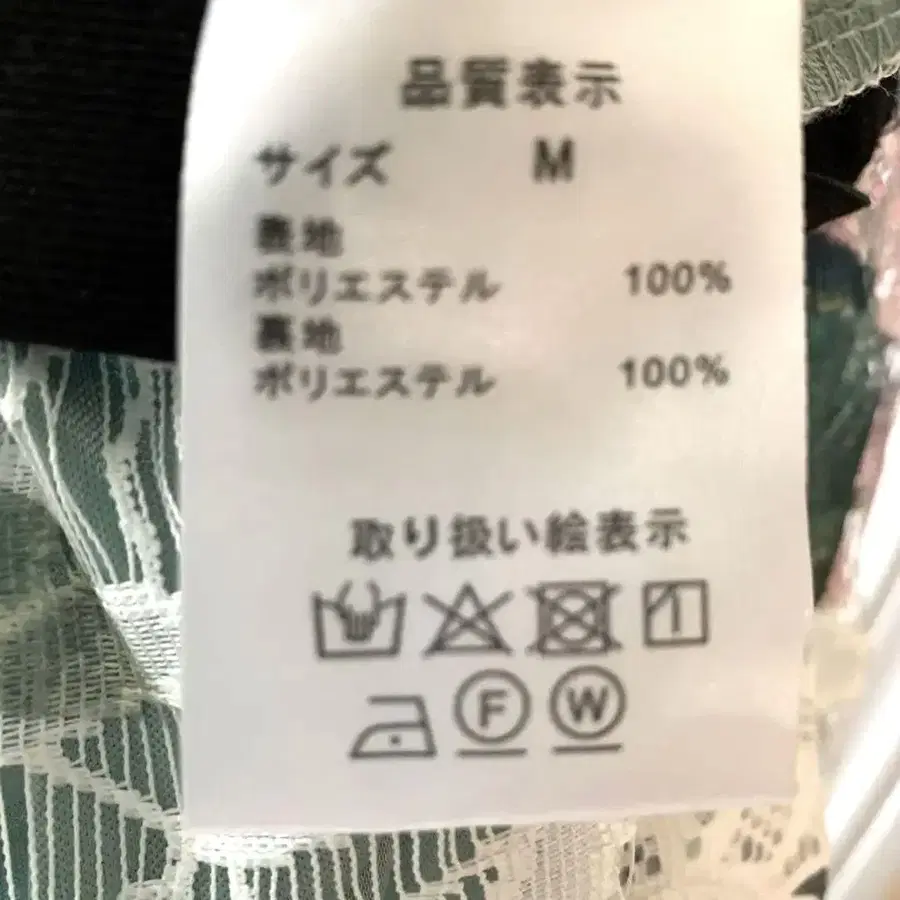 品質表示
サイズ M
表地
ポリエステル 100%
裏地
ポリエステル 100%
取り扱い絵表示
F W